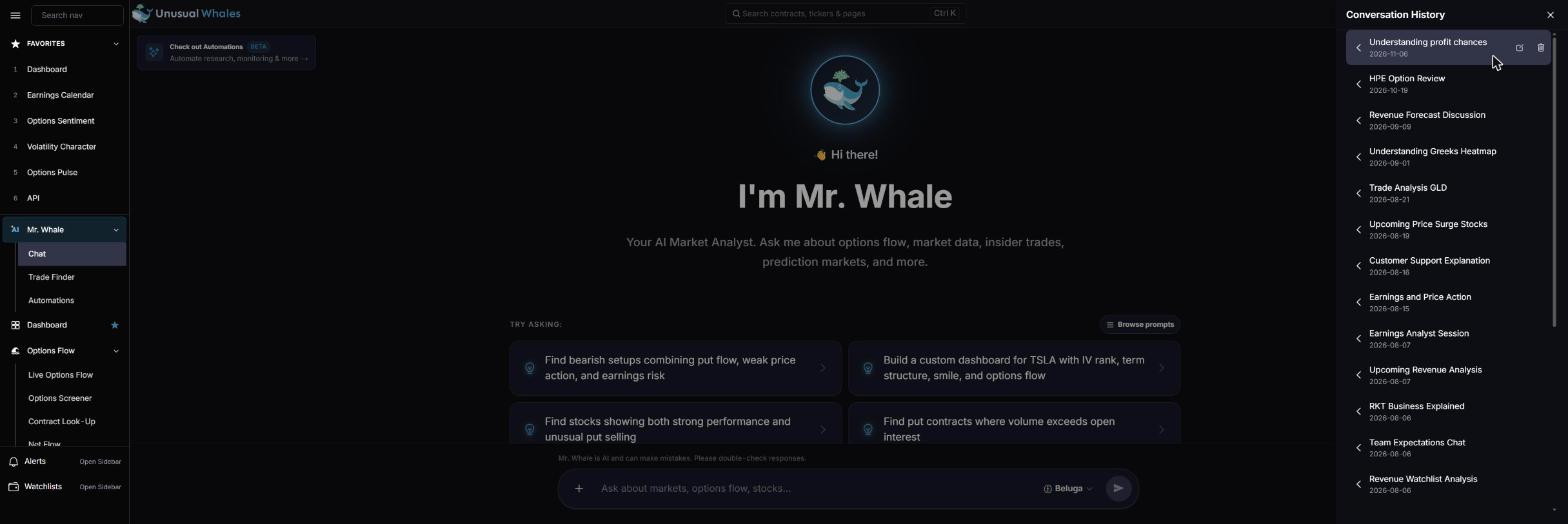 Search nav
FAVORITES
1 Dashboard
2 Earnings Calendar
3 Options Sentiment
4 Volatility Character
5 Options Pulse
6 API
AI Mr. Whale
Chat
Trade Finder
Automations
Dashboard
Options Flow
Live Options Flow
Options Screener
Contract Look-Up
Net Flow
Alerts Open Sidebar
Watchlists Open Sidebar
Unusual Whales
Search contracts, tickers & pages Ctrl K
Check out Automations BETA
Automate research, monitoring & more →
👋 Hi there!
I'm Mr. Whale
Your AI Market Analyst. Ask me about options flow, market data, insider trades,
prediction markets, and more.
TRY ASKING:
Browse prompts
Find bearish setups combining put flow, weak price
action, and earnings risk
Build a custom dashboard for TSLA with IV rank, term
structure, smile, and options flow
Find stocks showing both strong performance and
unusual put selling
Find put contracts where volume exceeds open
interest
Mr. Whale is AI and can make mistakes. Please double-check responses.
Ask about markets, options flow, stocks...
Beluga
Conversation History
Understanding profit chances
2026-11-06
HPE Option Review
2026-10-19
Revenue Forecast Discussion
2026-09-09
Understanding Greeks Heatmap
2026-09-01
Trade Analysis GLD
2026-08-21
Upcoming Price Surge Stocks
2026-08-19
Customer Support Explanation
2026-08-16
Earnings and Price Action
2026-08-15
Earnings Analyst Session
2026-08-07
Upcoming Revenue Analysis
2026-08-07
RKT Business Explained
2026-08-06
Team Expectations Chat
2026-08-06
Revenue Watchlist Analysis
2026-08-06